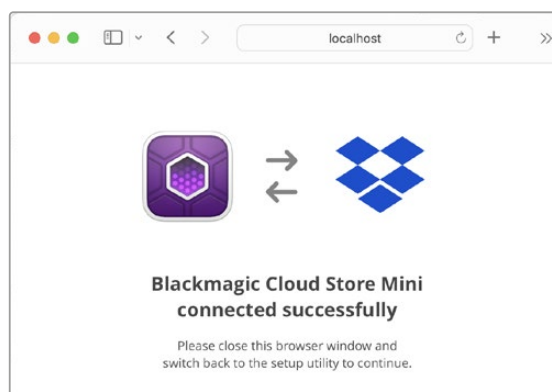 localhost
Blackmagic Cloud Store Mini
connected successfully
Please close this browser window and
switch back to the setup utility to continue.